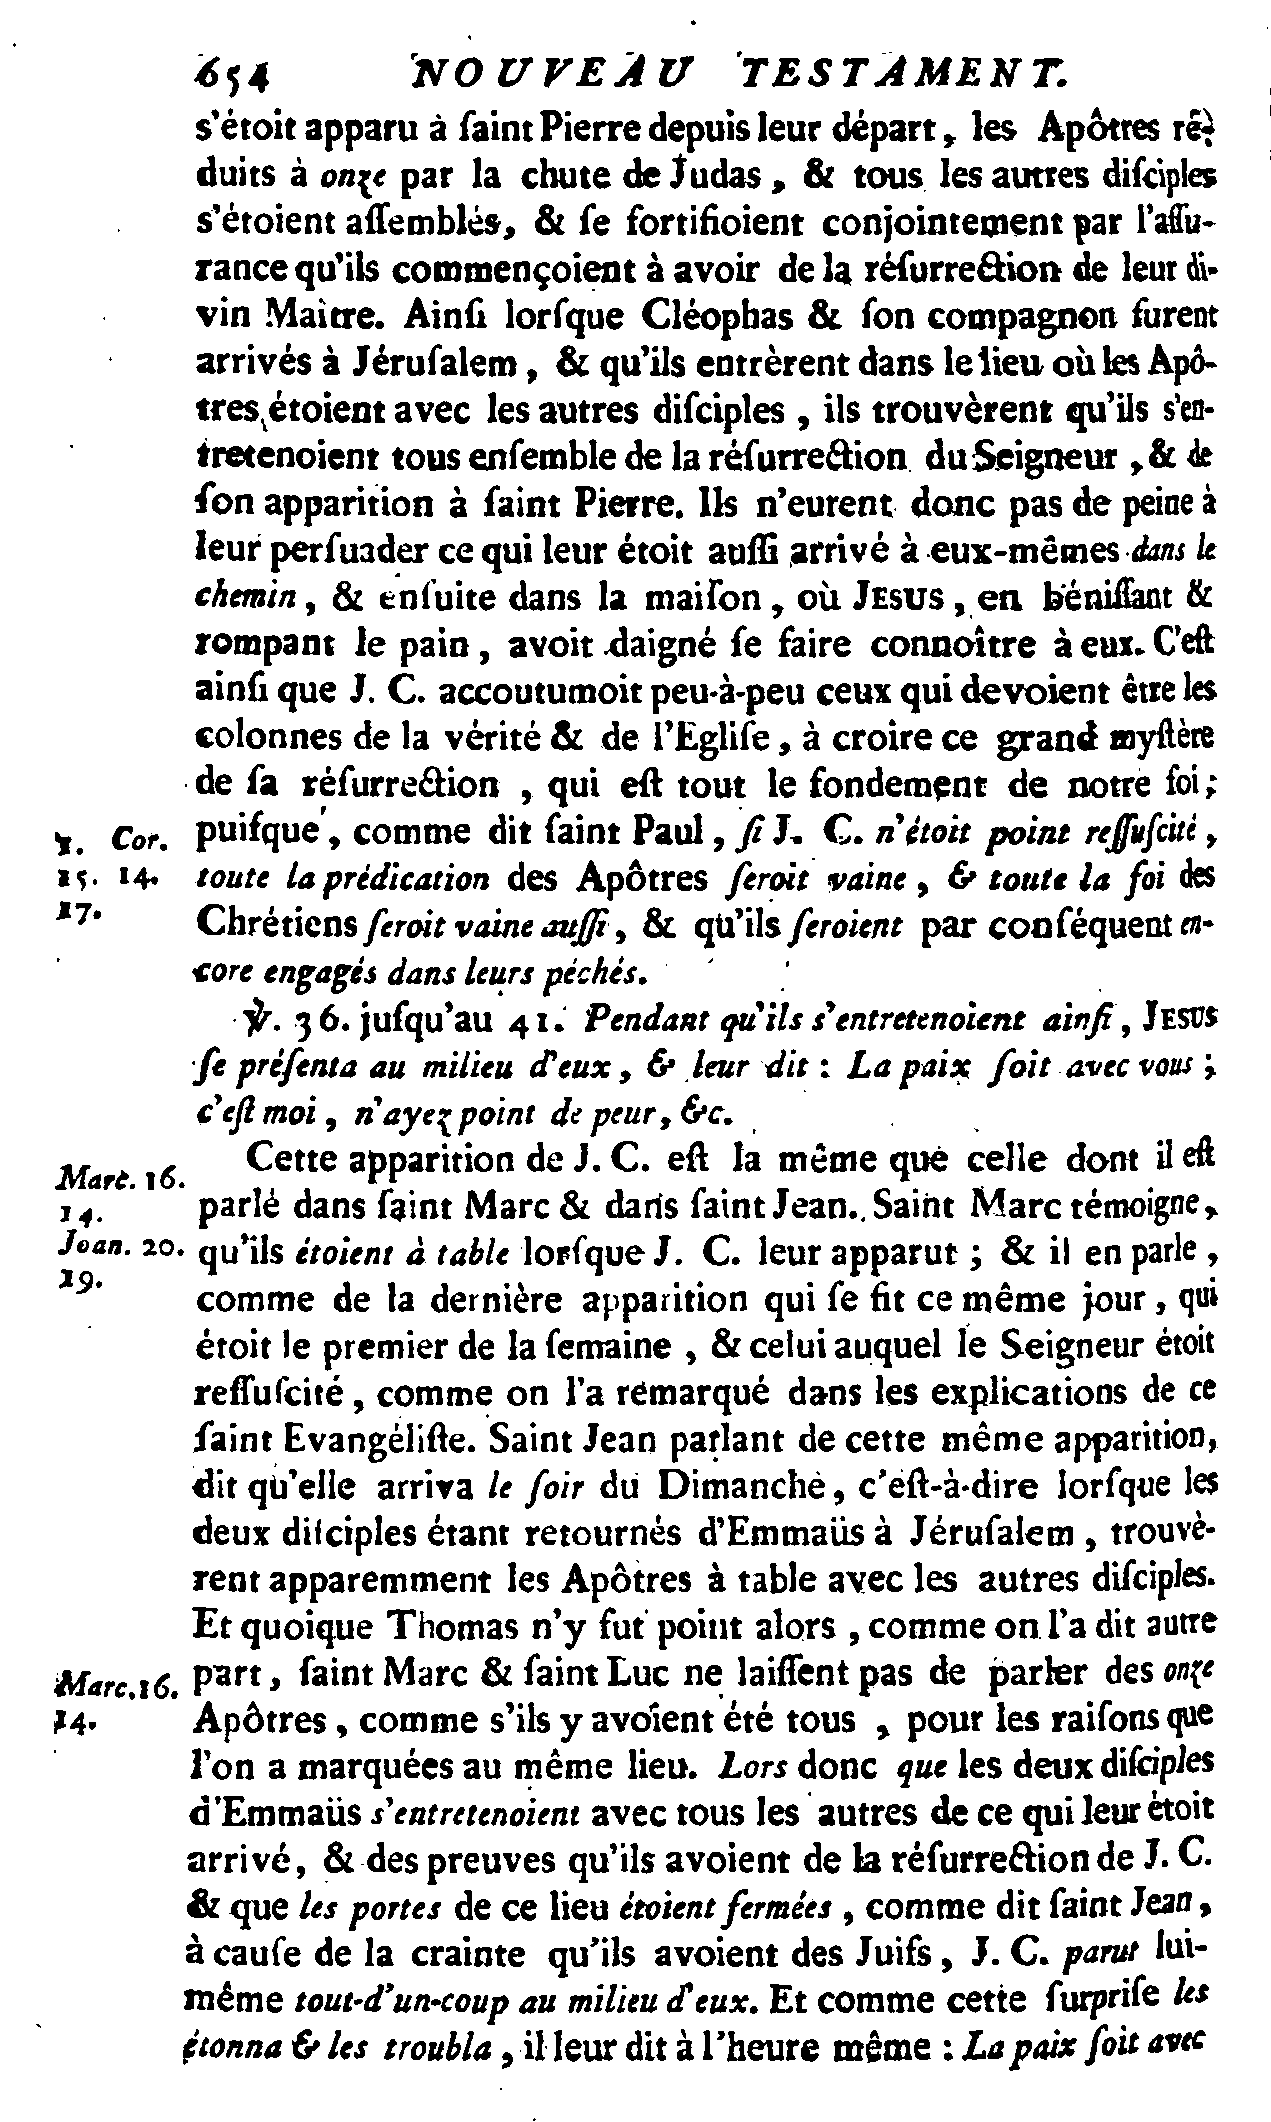 654 NOUVEAU TESTAMENT.
s'étoit apparu à ſaint Pierre depuis leur départ, les Apôtres ré-
duits à onze par la chute de Judas, & tous les autres diſciples
s'étoient aſſemblés, & ſe fortifioient conjointement par l'aſſu-
rance qu'ils commençoient à avoir de la réſurrection de leur di-
vin Maître. Ainſi lorſque Cléophas & ſon compagnon furent
arrivés à Jéruſalem, & qu'ils entrèrent dans le lieu où les Apô-
tres étoient avec les autres diſciples, ils trouvèrent qu'ils s'en-
tretenoient tous enſemble de la réſurrection du Seigneur, & de
ſon apparition à ſaint Pierre. Ils n'eurent donc pas de peine à
leur perſuader ce qui leur étoit auſſi arrivé à eux-mêmes dans le
chemin, & enſuite dans la maiſon, où JESUS, en béniſſant &
rompant le pain, avoit daigné ſe faire connoître à eux. C'eſt
ainſi que J. C. accoutumoit peu-à-peu ceux qui devoient être les
colonnes de la vérité & de l'Egliſe, à croire ce grand myſtère
de ſa réſurrection, qui eſt tout le fondement de notre foi;
1. Cor. puiſque, comme dit ſaint Paul, ſi J. C. n'étoit point reſſuſcité,
15. 14. toute la prédication des Apôtres ſeroit vaine, & toute la foi des
17. Chrétiens ſeroit vaine auſſi, & qu'ils ſeroient par conſéquent en-
core engagés dans leurs péchés.
℣. 36. juſqu'au 41. Pendant qu'ils s'entretenoient ainſi, JESUS
ſe préſenta au milieu d'eux, & leur dit : La paix ſoit avec vous;
c'eſt moi, n'ayez point de peur, &c.
Marc. 16. Cette apparition de J. C. eſt la même que celle dont il eſt
14. parlé dans ſaint Marc & dans ſaint Jean. Saint Marc témoigne,
Joan. 20. qu'ils étoient à table lorſque J. C. leur apparut; & il en parle,
19. comme de la dernière apparition qui ſe fit ce même jour, qui
étoit le premier de la ſemaine, & celui auquel le Seigneur étoit
reſſuſcité, comme on l'a remarqué dans les explications de ce
ſaint Evangéliſte. Saint Jean parlant de cette même apparition,
dit qu'elle arriva le ſoir du Dimanche, c'eſt-à-dire lorſque les
deux diſciples étant retournés d'Emmaüs à Jéruſalem, trouvè-
rent apparemment les Apôtres à table avec les autres diſciples.
Et quoique Thomas n'y fut point alors, comme on l'a dit autre
Marc. 16. part, ſaint Marc & ſaint Luc ne laiſſent pas de parler des onze
14. Apôtres, comme s'ils y avoient été tous, pour les raiſons que
l'on a marquées au même lieu. Lors donc que les deux diſciples
d'Emmaüs s'entretenoient avec tous les autres de ce qui leur étoit
arrivé, & des preuves qu'ils avoient de la réſurrection de J. C.
& que les portes de ce lieu étoient fermées, comme dit ſaint Jean,
à cauſe de la crainte qu'ils avoient des Juifs, J. C. parut lui-
même tout-d'un-coup au milieu d'eux. Et comme cette ſurpriſe les
étonna & les troubla, il leur dit à l'heure même : La paix ſoit avec